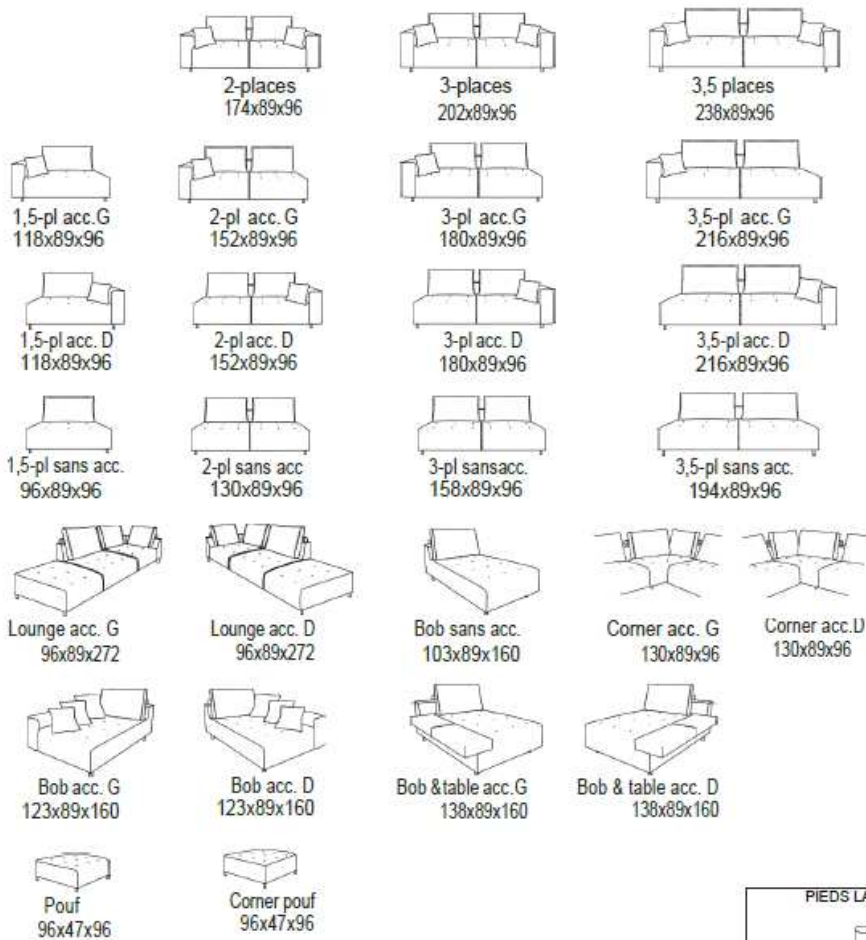 2-places
174x89x96
3-places
202x89x96
3,5 places
238x89x96
1,5-pl acc.G
118x89x96
2-pl acc. G
152x89x96
3-pl acc.G
180x89x96
3,5-pl acc. G
216x89x96
1,5-pl acc. D
118x89x96
2-pl acc. D
152x89x96
3-pl acc. D
180x89x96
3,5-pl acc. D
216x89x96
1,5-pl sans acc.
96x89x96
2-pl sans acc
130x89x96
3-pl sansacc.
158x89x96
3,5-pl sans acc.
194x89x96
Lounge acc. G
96x89x272
Lounge acc. D
96x89x272
Bob sans acc.
103x89x160
Corner acc. G
130x89x96
Corner acc.D
130x89x96
Bob acc. G
123x89x160
Bob acc. D
123x89x160
Bob &table acc.G
138x89x160
Bob & table acc. D
138x89x160
Pouf
96x47x96
Corner pouf
96x47x96
PIEDS LA